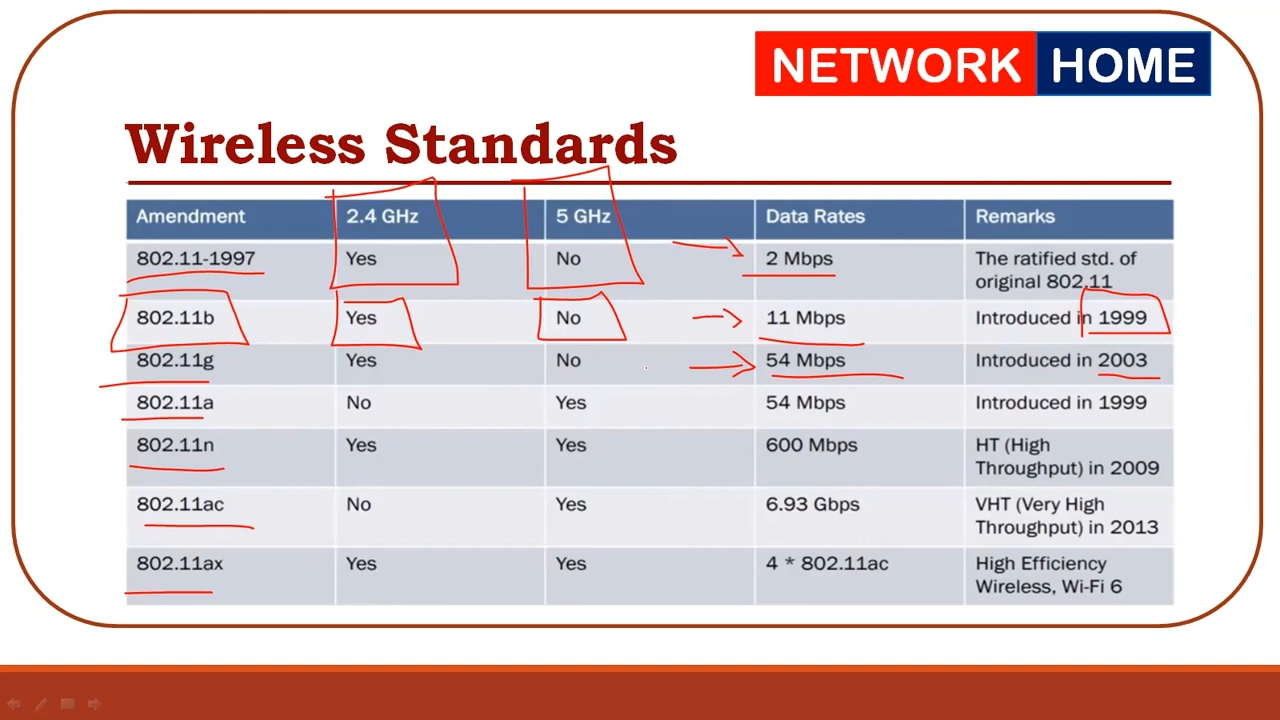 NETWORK HOME
Wireless Standards
Amendment 2.4 GHz 5 GHz Data Rates Remarks
802.11-1997 Yes No 2 Mbps The ratified std. of
original 802.11
802.11b Yes No 11 Mbps Introduced in 1999
802.11g Yes No 54 Mbps Introduced in 2003
802.11a No Yes 54 Mbps Introduced in 1999
802.11n Yes Yes 600 Mbps HT (High
Throughput) in 2009
802.11ac No Yes 6.93 Gbps VHT (Very High
Throughput) in 2013
802.11ax Yes Yes 4 * 802.11ac High Efficiency
Wireless, Wi-Fi 6